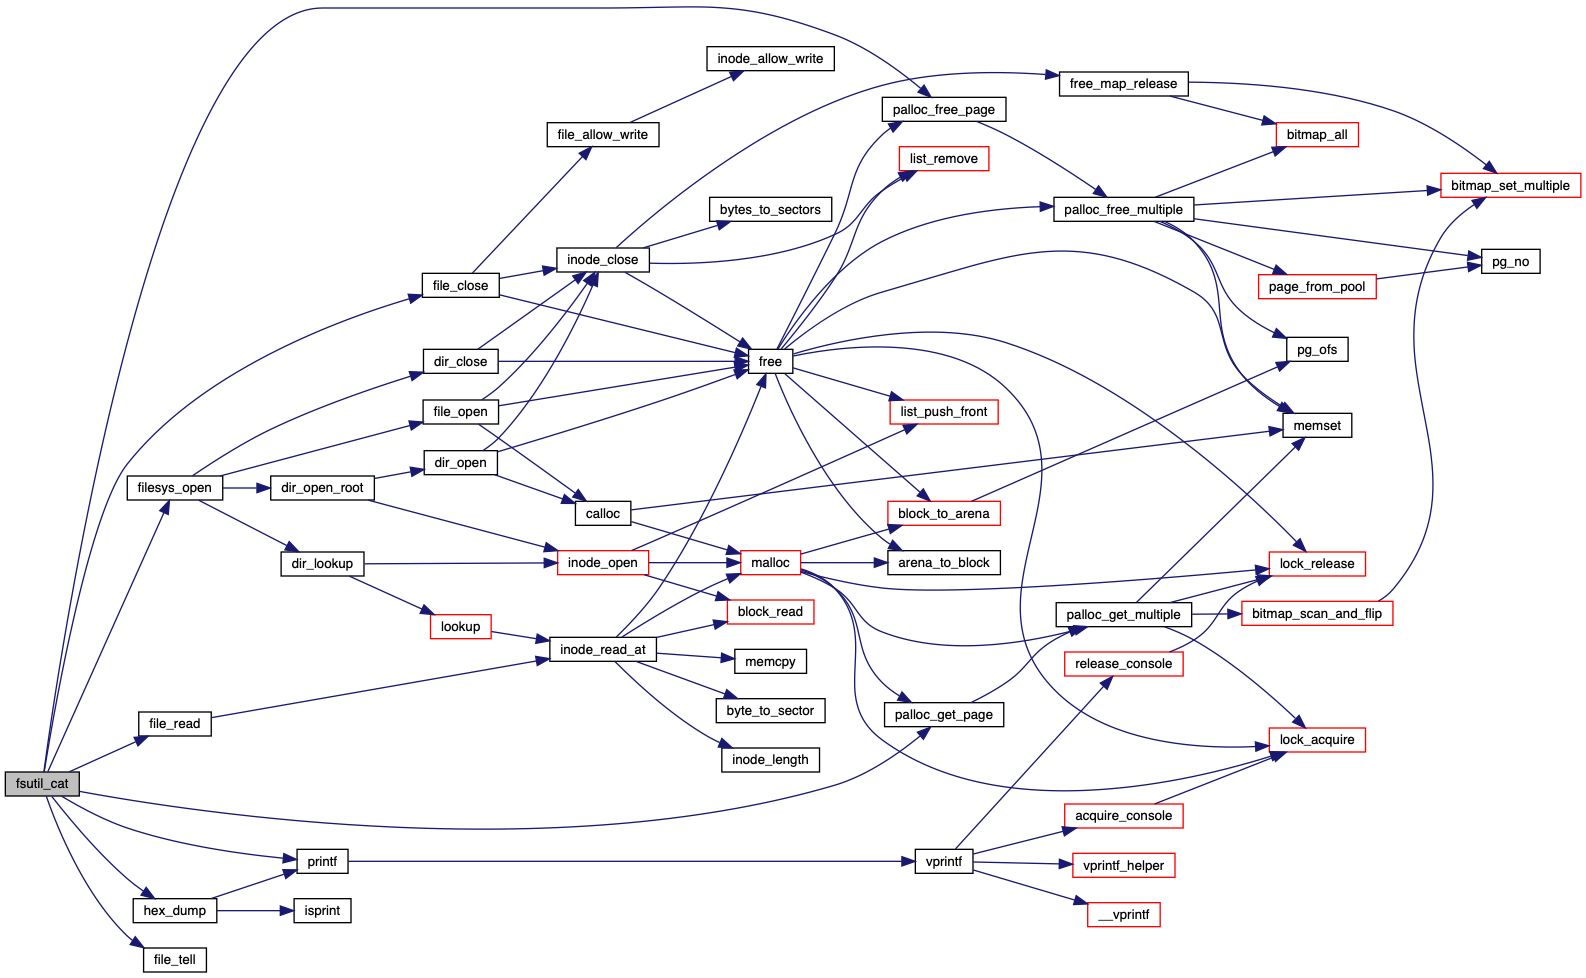 inode_allow_write
free_map_release
palloc_free_page
file_allow_write
bitmap_all
list_remove
bitmap_set_multiple
bytes_to_sectors
palloc_free_multiple
inode_close
pg_no
file_close
page_from_pool
pg_ofs
dir_close
free
file_open
list_push_front
memset
dir_open
filesys_open
dir_open_root
calloc
block_to_arena
dir_lookup
inode_open
malloc
arena_to_block
lock_release
block_read
palloc_get_multiple
bitmap_scan_and_flip
lookup
inode_read_at
memcpy
release_console
byte_to_sector
palloc_get_page
file_read
lock_acquire
inode_length
fsutil_cat
acquire_console
printf
vprintf
vprintf_helper
hex_dump
isprint
__vprintf
file_tell